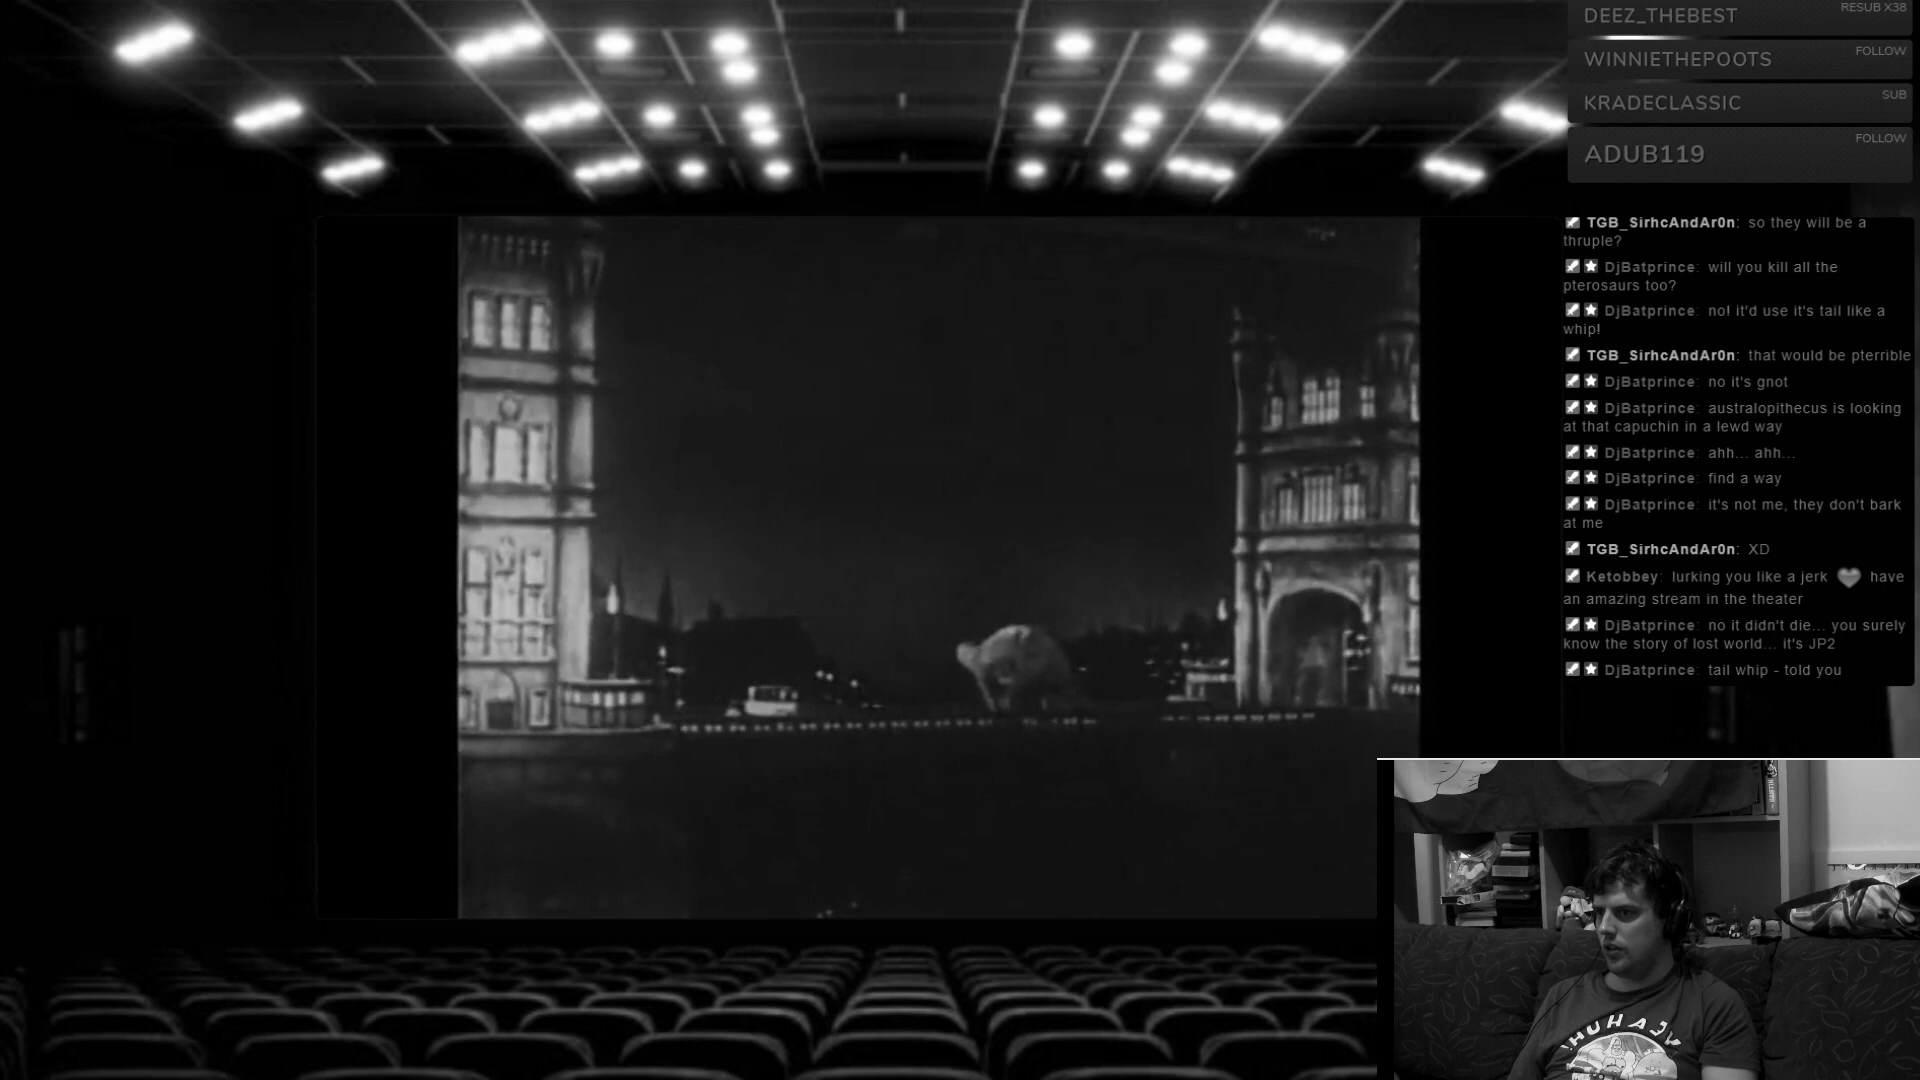 DEEZ_THEBEST
RESUB X38
WINNIETHEPOOTS
FOLLOW
KRADECLASSIC
SUB
ADUB119
FOLLOW
TGB_SirhcAndAr0n: so they will be a
thruple?
DjBatprince: will you kill all the
pterosaurs too?
DjBatprince: no! it'd use it's tail like a
whip!
TGB_SirhcAndAr0n: that would be pterrible
DjBatprince: no it's gnot
DjBatprince: australopithecus is looking
at that capuchin in a lewd way
DjBatprince: ahh... ahh...
DjBatprince: find a way
DjBatprince: it's not me, they don't bark
at me
TGB_SirhcAndAr0n: XD
Ketobbey: lurking you like a jerk have
an amazing stream in the theater
DjBatprince: no it didn't die... you surely
know the story of lost world... it's JP2
DjBatprince: tail whip - told you